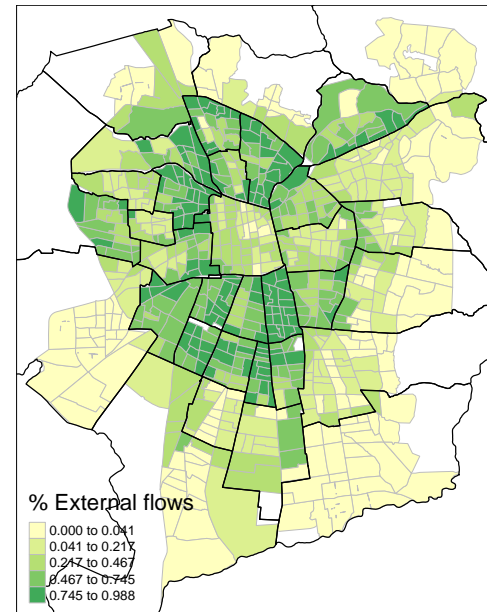 % External flows
0.000 to 0.041
0.041 to 0.217
0.217 to 0.467
0.467 to 0.745
0.745 to 0.988